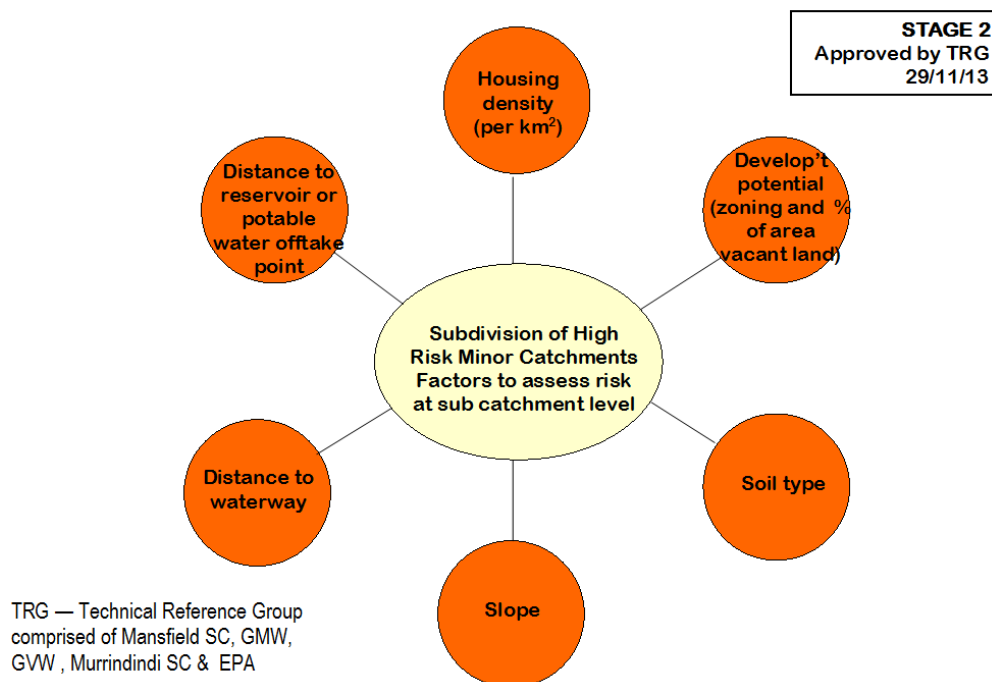 STAGE 2
Approved by TRG
29/11/13
Housing
density
(per km²)
Distance to
reservoir or
potable
water offtake
point
Develop't
potential
(zoning and %
of area
vacant land)
Subdivision of High
Risk Minor Catchments
Factors to assess risk
at sub catchment level
Distance to
waterway
Soil type
Slope
TRG — Technical Reference Group
comprised of Mansfield SC, GMW,
GVW , Murrindindi SC & EPA